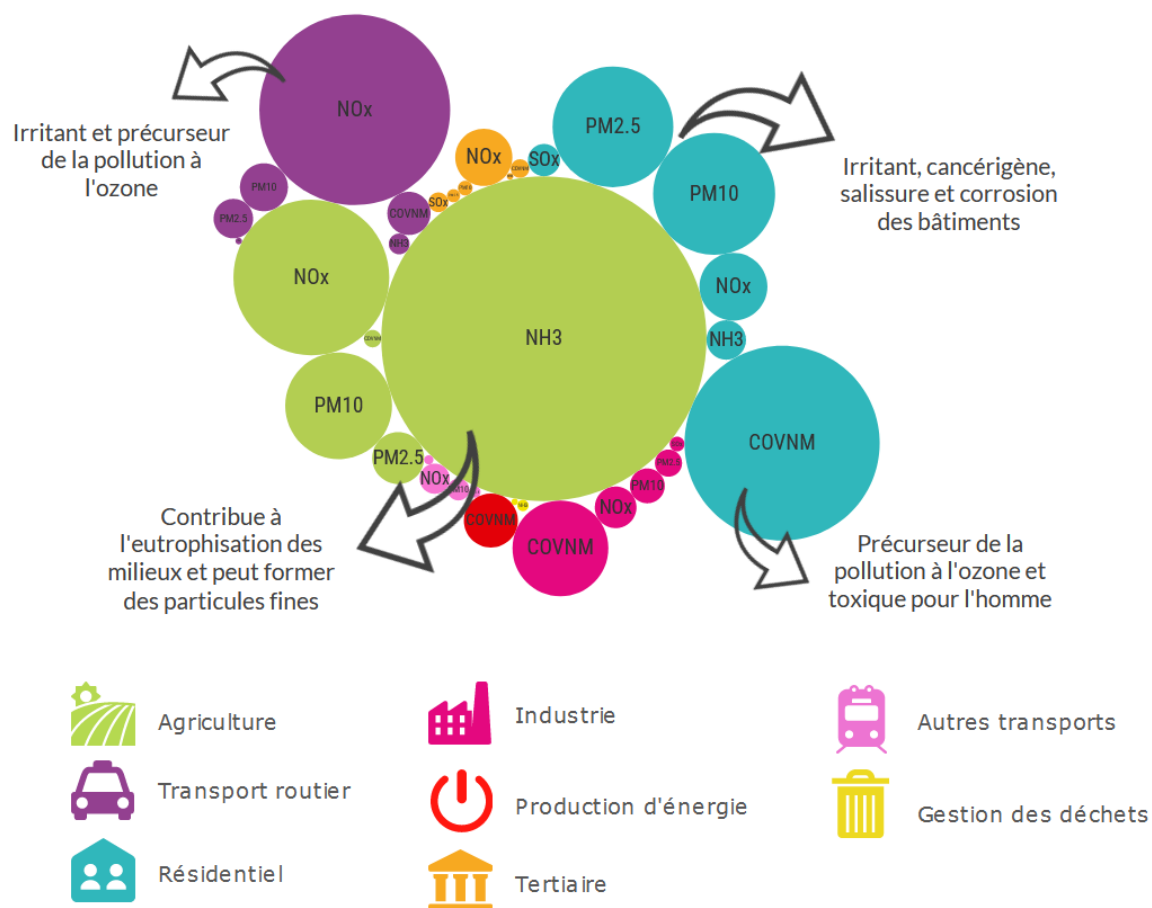 NOx
Irritant et précurseur
de la pollution à
l'ozone
PM10
PM2.5
COVNM
NH3
NOx
SOx
COVNM
SOx
PM2.5
PM10
Irritant, cancérigène,
salissure et corrosion
des bâtiments
NOx
NH3
COVNM
Précurseur de la
pollution à l'ozone et
toxique pour l'homme
NOx
COVNM
NH3
PM10
PM2.5
Contribue à
l'eutrophisation des
milieux et peut former
des particules fines
NOx
PM10
COVNM
COVNM
NOx
PM10
PM2.5
Agriculture
Transport routier
Résidentiel
Industrie
Production d'énergie
Tertiaire
Autres transports
Gestion des déchets